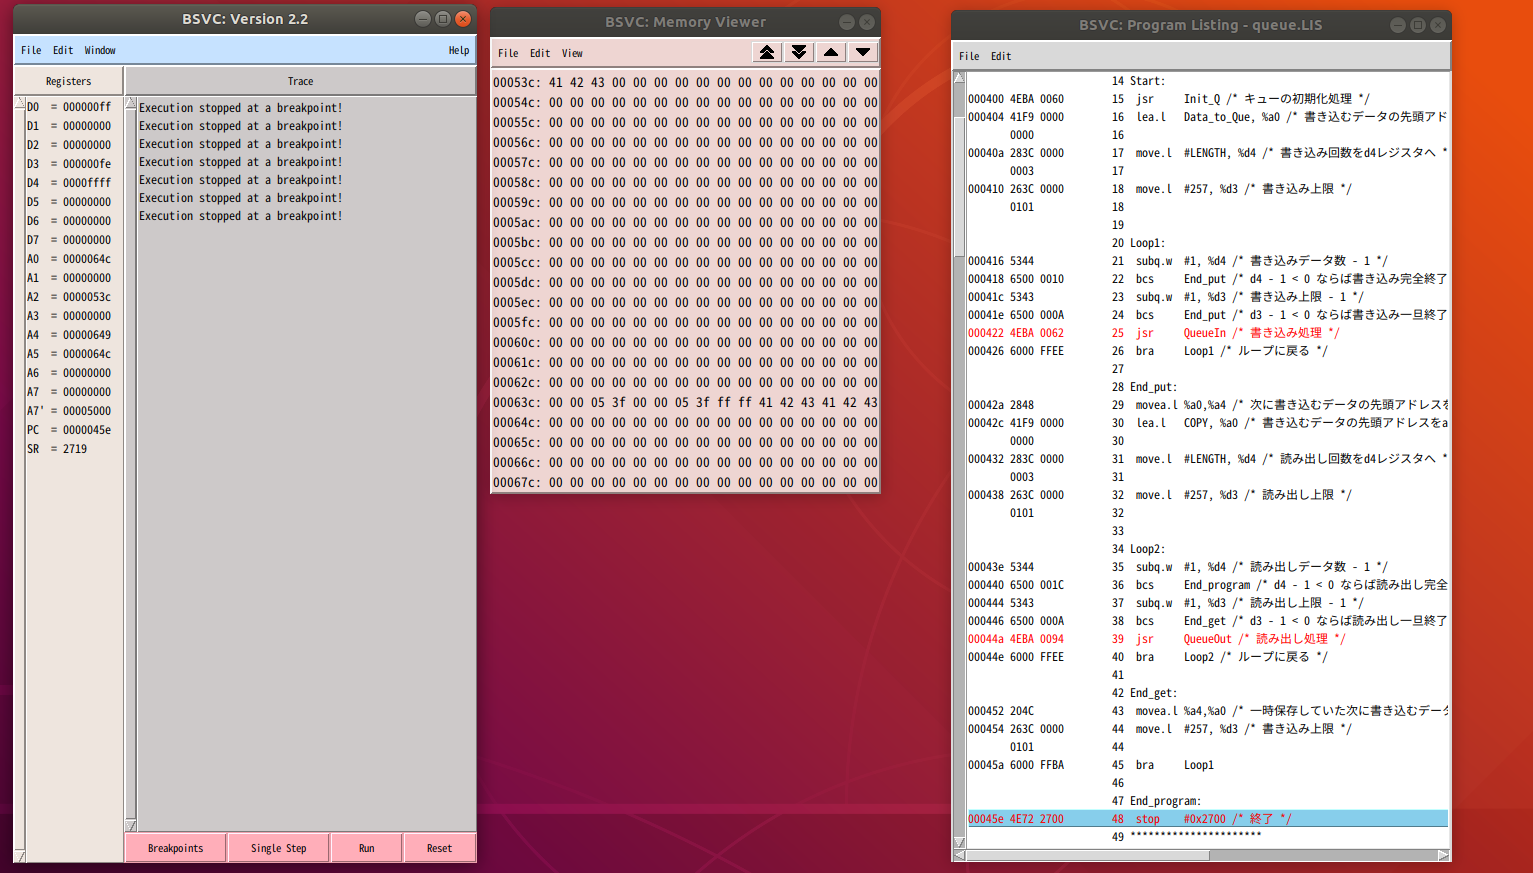 BSVC: Version 2.2
File Edit Window Help
Registers
Trace
D0 = 000000ff
D1 = 00000000
D2 = 00000000
D3 = 000000fe
D4 = 0000ffff
D5 = 00000000
D6 = 00000000
D7 = 00000000
A0 = 0000064c
A1 = 00000000
A2 = 0000053c
A3 = 00000000
A4 = 00000649
A5 = 0000064c
A6 = 00000000
A7 = 00000000
A7' = 00005000
PC = 0000045e
SR = 2719
Execution stopped at a breakpoint!
Execution stopped at a breakpoint!
Execution stopped at a breakpoint!
Execution stopped at a breakpoint!
Execution stopped at a breakpoint!
Execution stopped at a breakpoint!
Execution stopped at a breakpoint!
Breakpoints
Single Step
Run
Reset
BSVC: Memory Viewer
File Edit View
00053c: 41 42 43 00 00 00 00 00 00 00 00 00 00 00 00 00
00054c: 00 00 00 00 00 00 00 00 00 00 00 00 00 00 00 00
00055c: 00 00 00 00 00 00 00 00 00 00 00 00 00 00 00 00
00056c: 00 00 00 00 00 00 00 00 00 00 00 00 00 00 00 00
00057c: 00 00 00 00 00 00 00 00 00 00 00 00 00 00 00 00
00058c: 00 00 00 00 00 00 00 00 00 00 00 00 00 00 00 00
00059c: 00 00 00 00 00 00 00 00 00 00 00 00 00 00 00 00
0005ac: 00 00 00 00 00 00 00 00 00 00 00 00 00 00 00 00
0005bc: 00 00 00 00 00 00 00 00 00 00 00 00 00 00 00 00
0005cc: 00 00 00 00 00 00 00 00 00 00 00 00 00 00 00 00
0005dc: 00 00 00 00 00 00 00 00 00 00 00 00 00 00 00 00
0005ec: 00 00 00 00 00 00 00 00 00 00 00 00 00 00 00 00
0005fc: 00 00 00 00 00 00 00 00 00 00 00 00 00 00 00 00
00060c: 00 00 00 00 00 00 00 00 00 00 00 00 00 00 00 00
00061c: 00 00 00 00 00 00 00 00 00 00 00 00 00 00 00 00
00062c: 00 00 00 00 00 00 00 00 00 00 00 00 00 00 00 00
00063c: 00 00 05 3f 00 00 05 3f ff ff 41 42 43 41 42 43
00064c: 00 00 00 00 00 00 00 00 00 00 00 00 00 00 00 00
00065c: 00 00 00 00 00 00 00 00 00 00 00 00 00 00 00 00
00066c: 00 00 00 00 00 00 00 00 00 00 00 00 00 00 00 00
00067c: 00 00 00 00 00 00 00 00 00 00 00 00 00 00 00 00
BSVC: Program Listing - queue.LIS
File Edit
14 Start:
000400 4EBA 0060 15 jsr Init_Q /* キューの初期化処理 */
000404 41F9 0000 16 lea.l Data_to_Que, %a0 /* 書き込むデータの先頭アド
0000 16
00040a 283C 0000 17 move.l #LENGTH, %d4 /* 書き込み回数をd4レジスタへ *
0003 17
000410 263C 0000 18 move.l #257, %d3 /* 書き込み上限 */
0101 18
19
20 Loop1:
000416 5344 21 subq.w #1, %d4 /* 書き込みデータ数 - 1 */
000418 6500 0010 22 bcs End_put /* d4 - 1 < 0 ならば書き込み完全終了
00041c 5343 23 subq.w #1, %d3 /* 書き込み上限 - 1 */
00041e 6500 000A 24 bcs End_put /* d3 - 1 < 0 ならば書き込み一旦終了
000422 4EBA 0062 25 jsr QueueIn /* 書き込み処理 */
000426 6000 FFEE 26 bra Loop1 /* ループに戻る */
27
28 End_put:
00042a 2848 29 movea.l %a0,%a4 /* 次に書き込むデータの先頭アドレスを
00042c 41F9 0000 30 lea.l COPY, %a0 /* 書き込むデータの先頭アドレスをa
0000 30
000432 283C 0000 31 move.l #LENGTH, %d4 /* 読み出し回数をd4レジスタへ *
0003 31
000438 263C 0000 32 move.l #257, %d3 /* 読み出し上限 */
0101 32
33
34 Loop2:
00043e 5344 35 subq.w #1, %d4 /* 読み出しデータ数 - 1 */
000440 6500 001C 36 bcs End_program /* d4 - 1 < 0 ならば読み出し完全
000444 5343 37 subq.w #1, %d3 /* 読み出し上限 - 1 */
000446 6500 000A 38 bcs End_get /* d3 - 1 < 0 ならば読み出し一旦終了
00044a 4EBA 0094 39 jsr QueueOut /* 読み出し処理 */
00044e 6000 FFEE 40 bra Loop2 /* ループに戻る */
41
42 End_get:
000452 204C 43 movea.l %a4,%a0 /* 一時保存していた次に書き込むデータ
000454 263C 0000 44 move.l #257, %d3 /* 書き込み上限 */
0101 44
00045a 6000 FFBA 45 bra Loop1
46
47 End_program:
00045e 4E72 2700 48 stop #0x2700 /* 終了 */
49 **********************